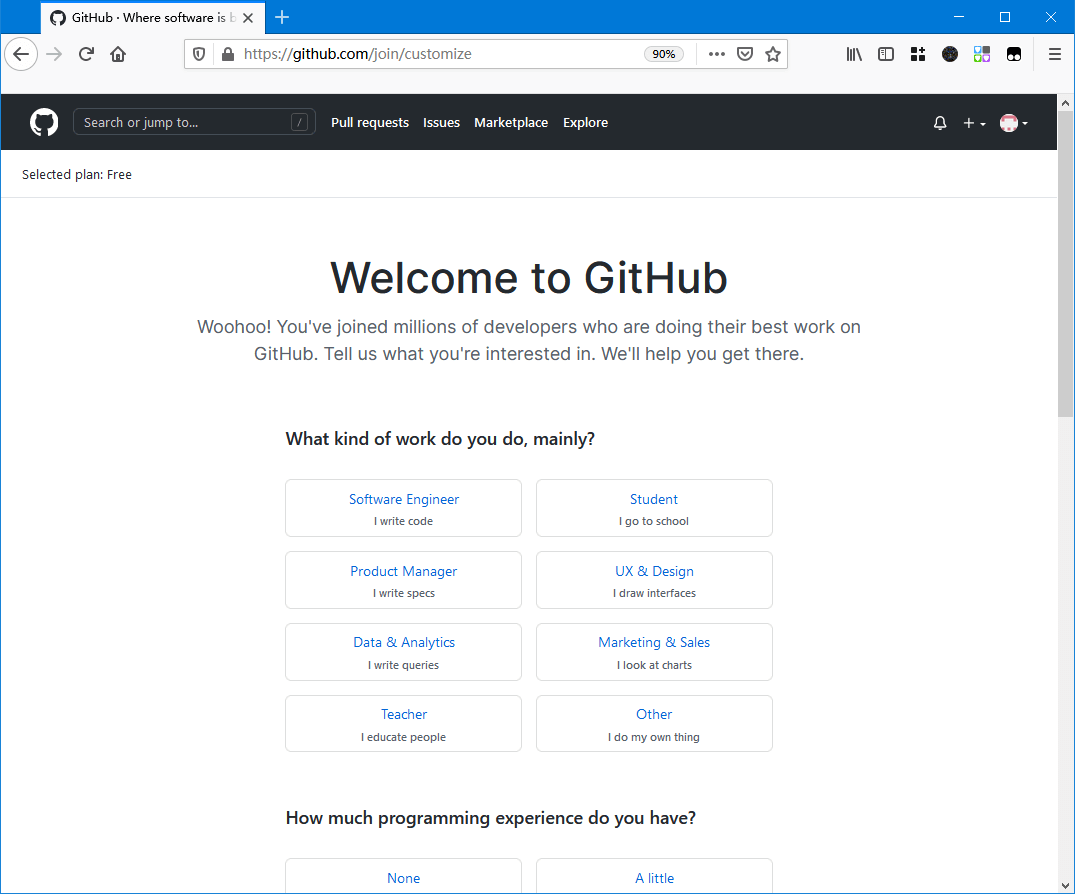 GitHub · Where software is b
https://github.com/join/customize
90%
Search or jump to...
/
Pull requests
Issues
Marketplace
Explore
Selected plan: Free
Welcome to GitHub
Woohoo! You've joined millions of developers who are doing their best work on
GitHub. Tell us what you're interested in. We'll help you get there.
What kind of work do you do, mainly?
Software Engineer
I write code
Student
I go to school
Product Manager
I write specs
UX & Design
I draw interfaces
Data & Analytics
I write queries
Marketing & Sales
I look at charts
Teacher
I educate people
Other
I do my own thing
How much programming experience do you have?
None
A little